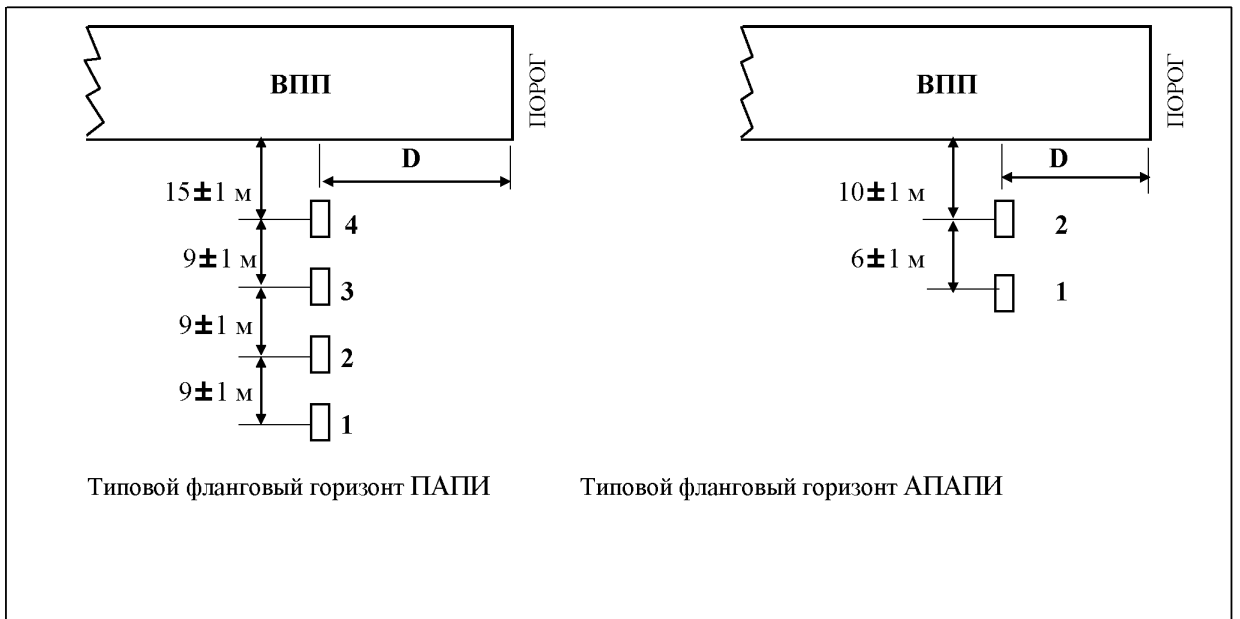 ВПП
ПОРОГ
D
15±1 м
4
9±1 м
3
9±1 м
2
9±1 м
1
Типовой фланговый горизонт ПАПИ
ВПП
ПОРОГ
D
10±1 м
2
6±1 м
1
Типовой фланговый горизонт АПАПИ